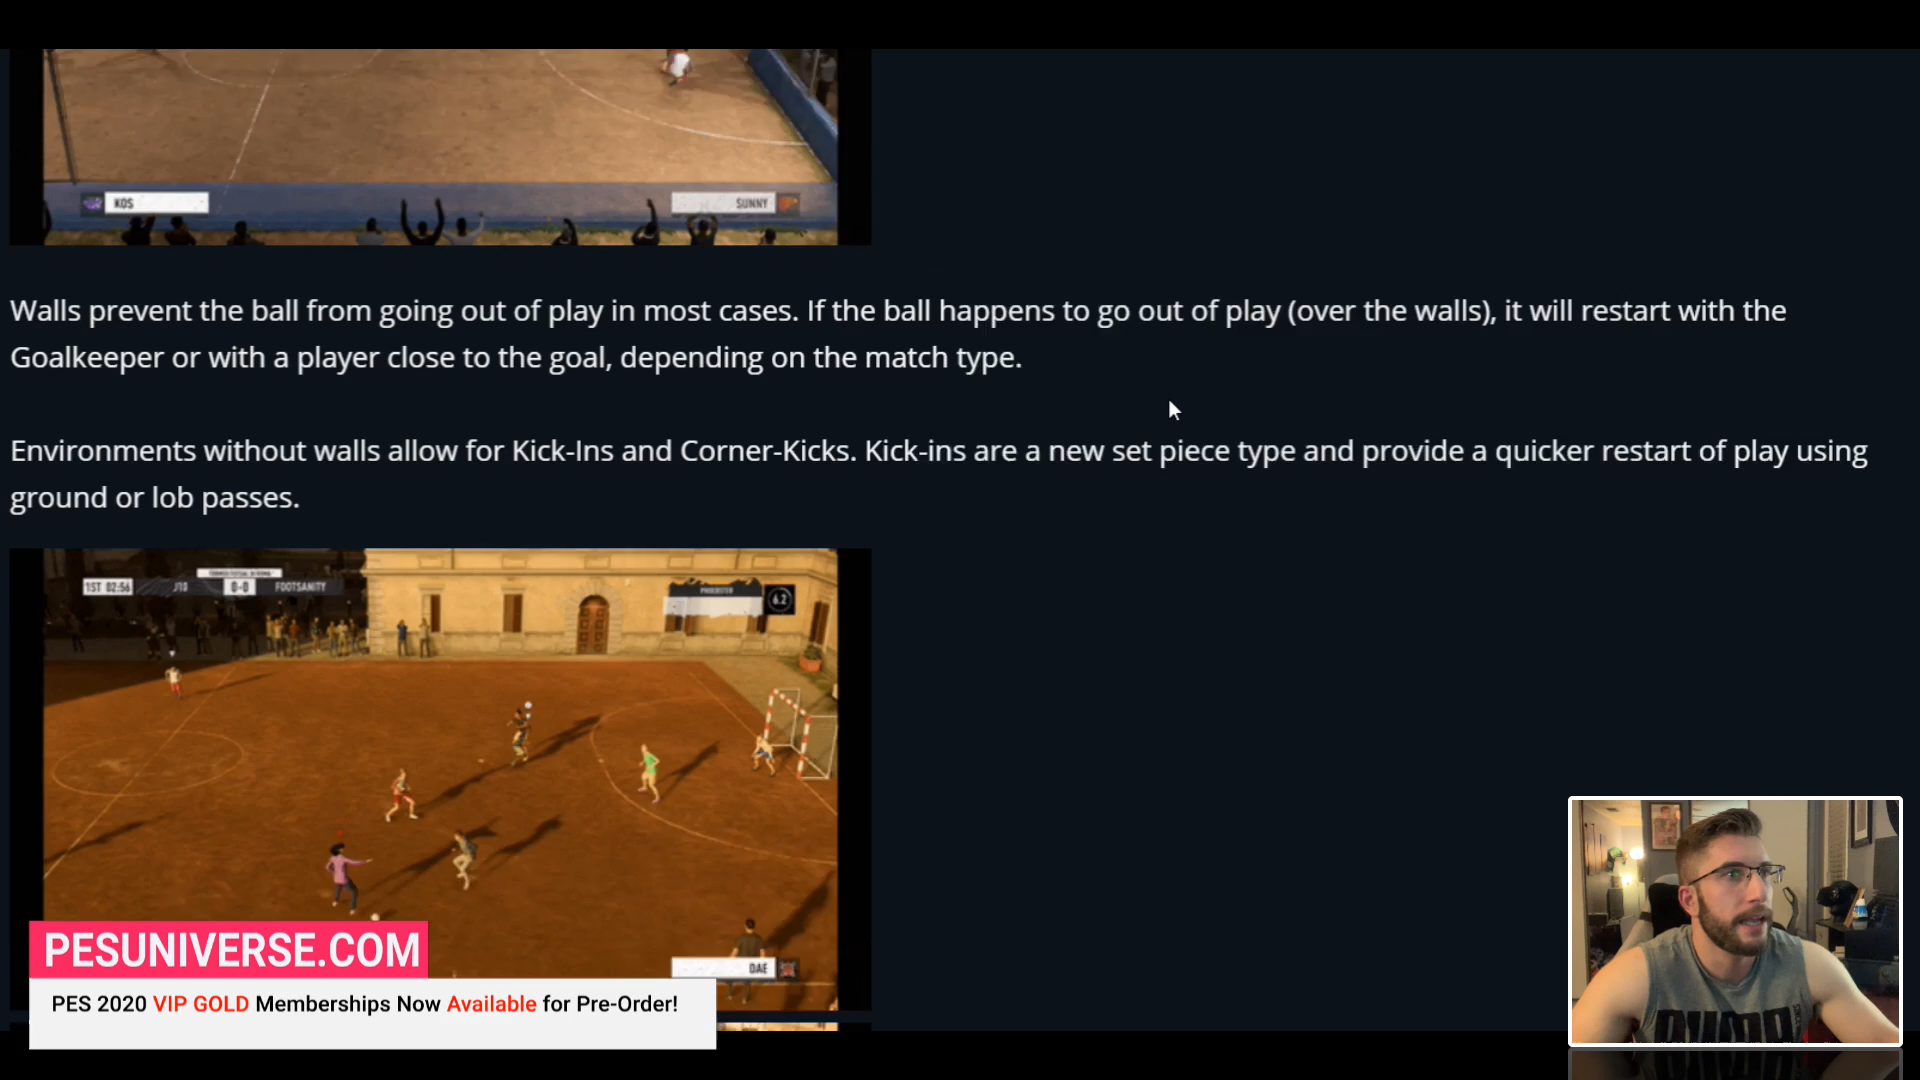 KOS
SUNNY
Walls prevent the ball from going out of play in most cases. If the ball happens to go out of play (over the walls), it will restart with the
Goalkeeper or with a player close to the goal, depending on the match type.
Environments without walls allow for Kick-Ins and Corner-Kicks. Kick-ins are a new set piece type and provide a quicker restart of play using
ground or lob passes.
1ST 02:56 J10 0-0 FOOTSANITY
6.2
DAE
PESUNIVERSE.COM
PES 2020 VIP GOLD Memberships Now Available for Pre-Order!